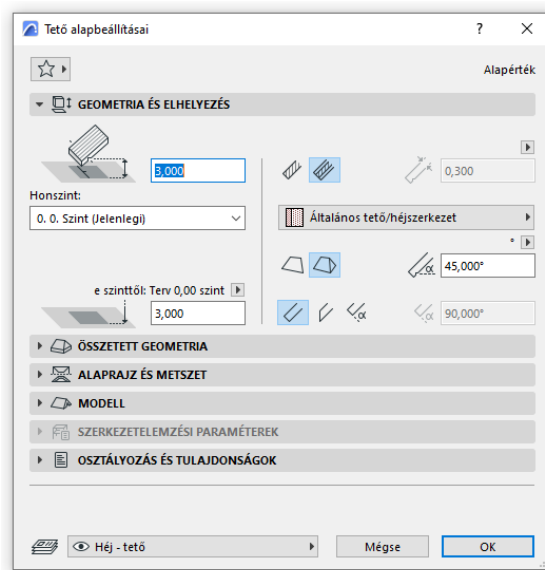 Tető alapbeállításai
?
Alapérték
GEOMETRIA ÉS ELHELYEZÉS
3,000
0,300
Honszint:
0. 0. Szint (Jelenlegi)
Általános tető/héjszerkezet
°
α
45,000°
e szinttől: Terv 0,00 szint
3,000
α
α
90,000°
ÖSSZETETT GEOMETRIA
ALAPRAJZ ÉS METSZET
MODELL
SZERKEZETELEMZÉSI PARAMÉTEREK
OSZTÁLYOZÁS ÉS TULAJDONSÁGOK
Héj - tető
Mégse
OK